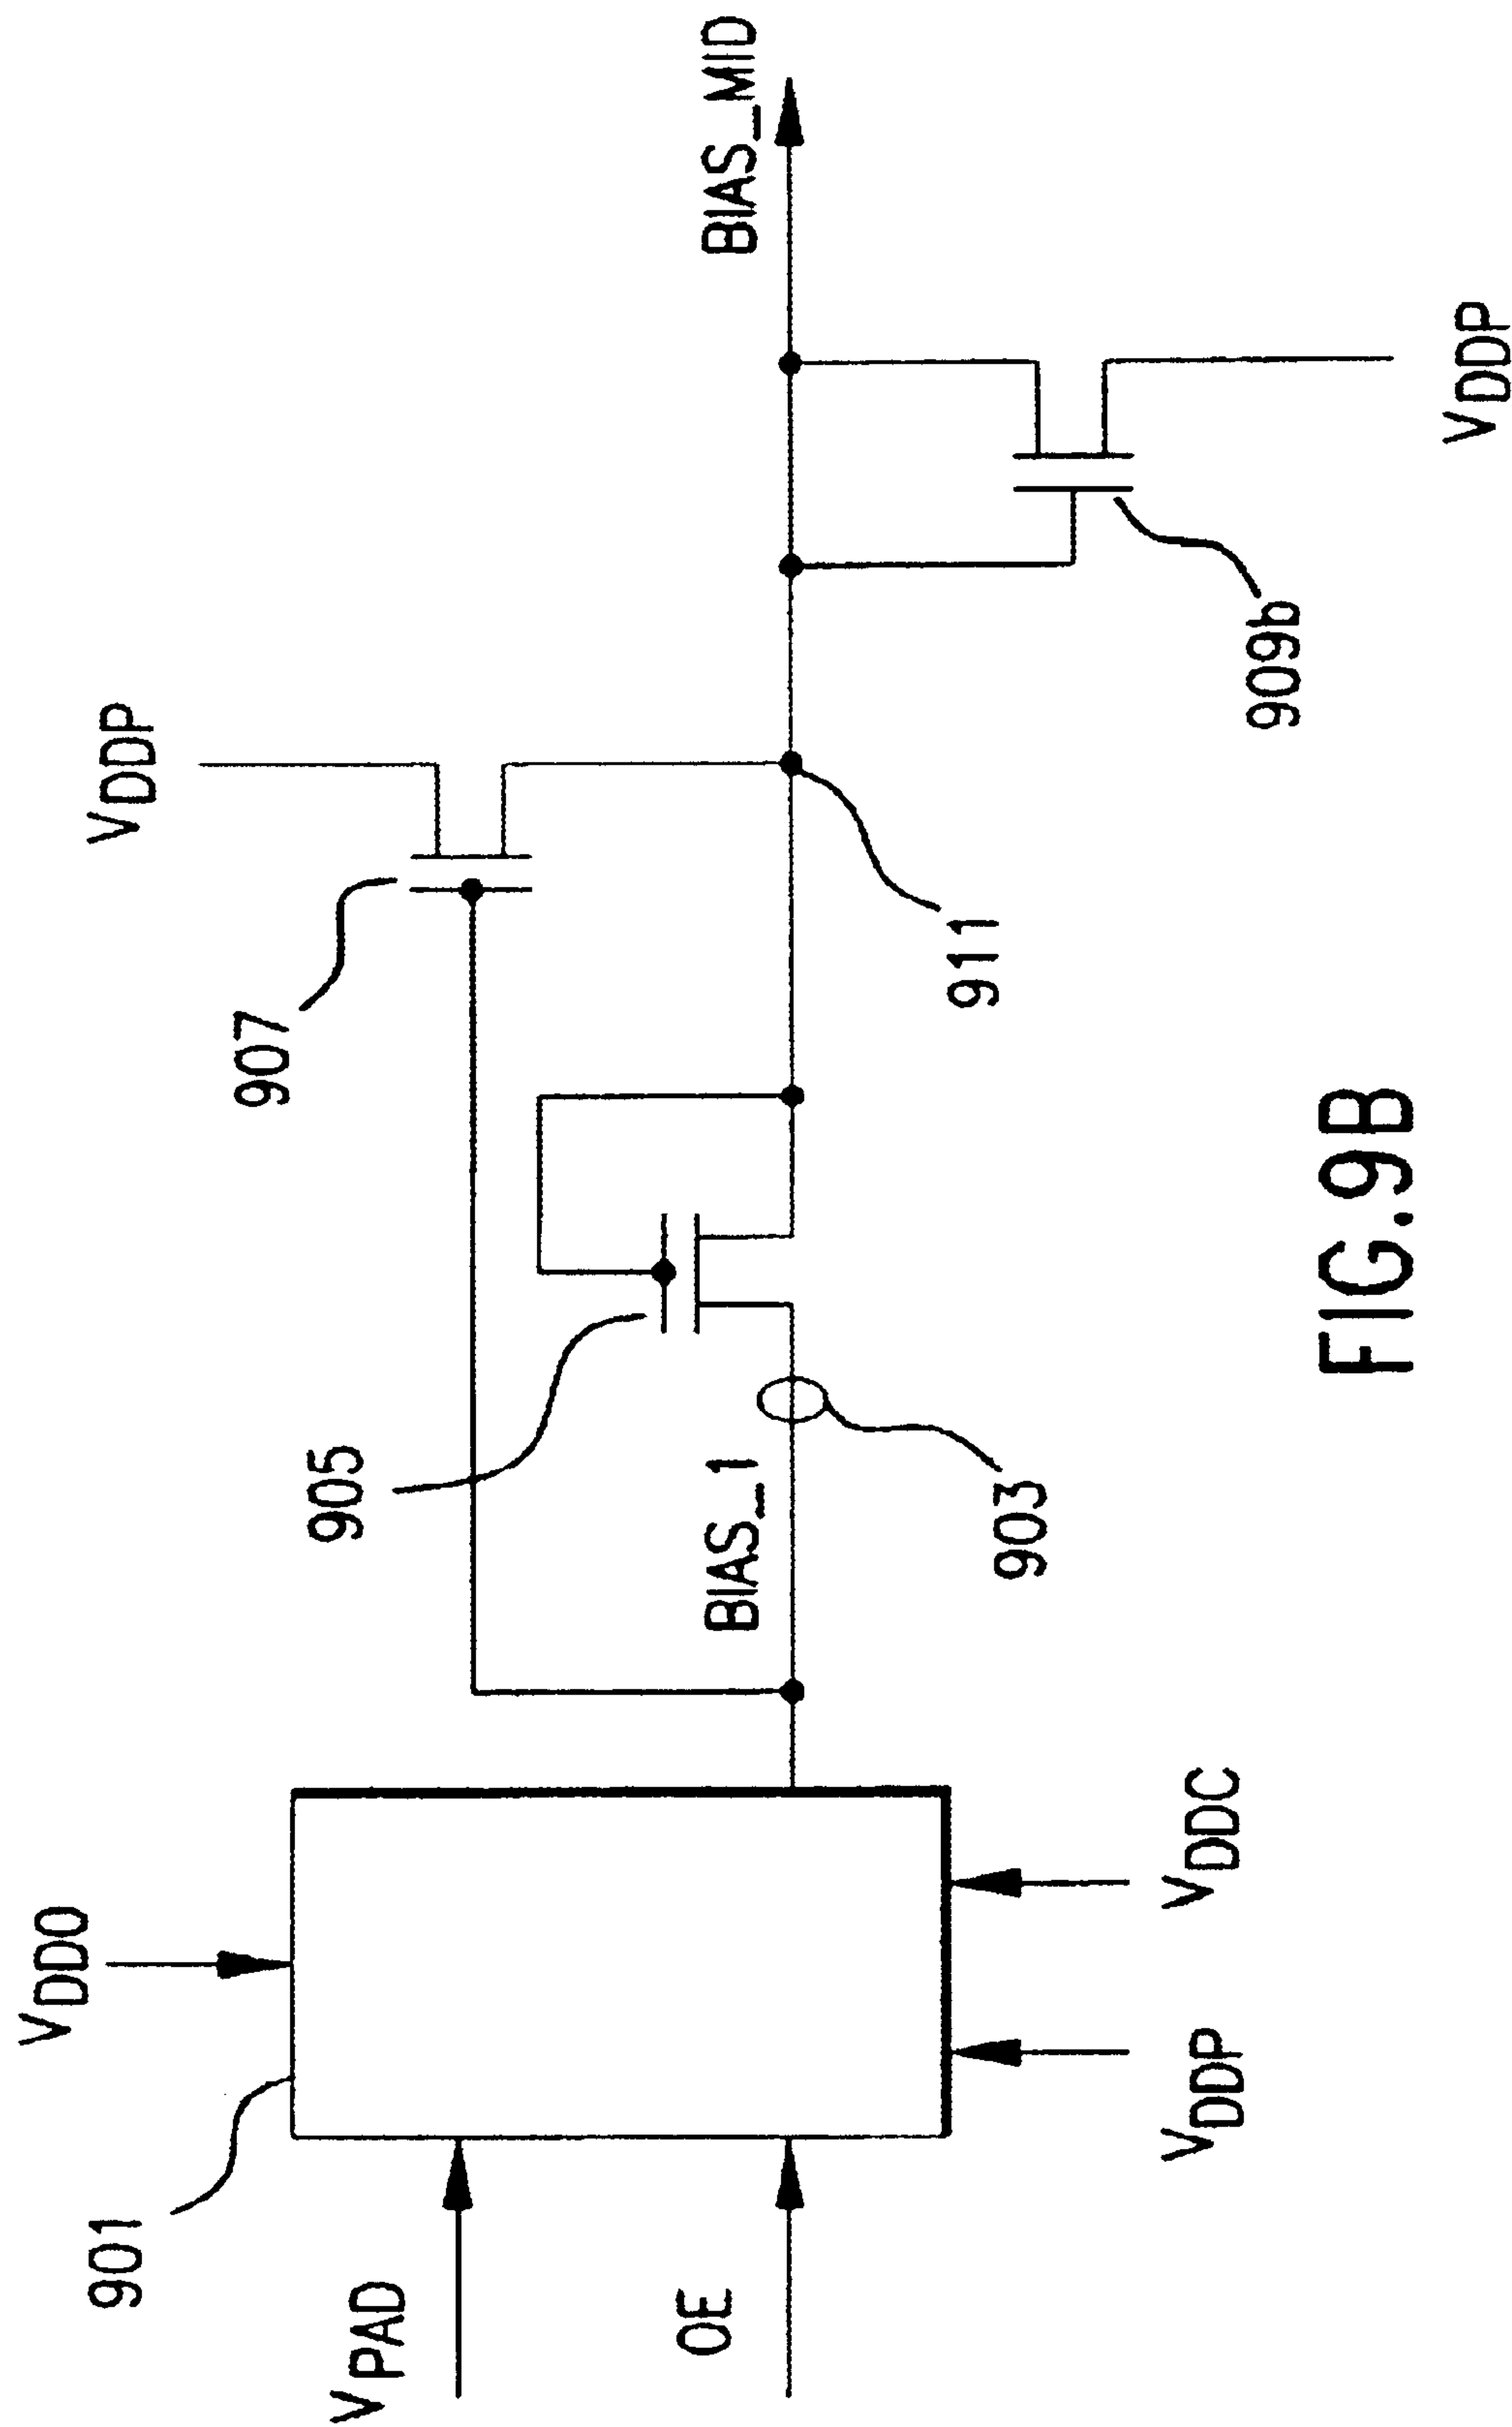 901
VDDO
VPAD
OE
VDDP
VDDC
BIAS_1
903
905
907
VDDP
911
BIAS_MID
909b
VDDP
FIG.9B